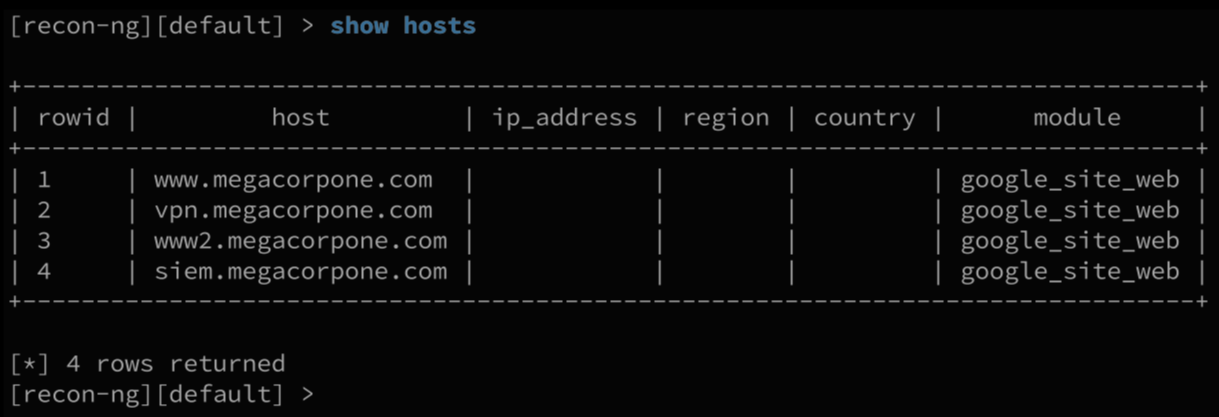 [recon-ng][default] > show hosts
+--------------------------------------------------------------------------------+
| rowid | host | ip_address | region | country | module |
+--------------------------------------------------------------------------------+
| 1 | www.megacorpone.com | | | | google_site_web |
| 2 | vpn.megacorpone.com | | | | google_site_web |
| 3 | www2.megacorpone.com | | | | google_site_web |
| 4 | siem.megacorpone.com | | | | google_site_web |
+--------------------------------------------------------------------------------+
[*] 4 rows returned
[recon-ng][default] >